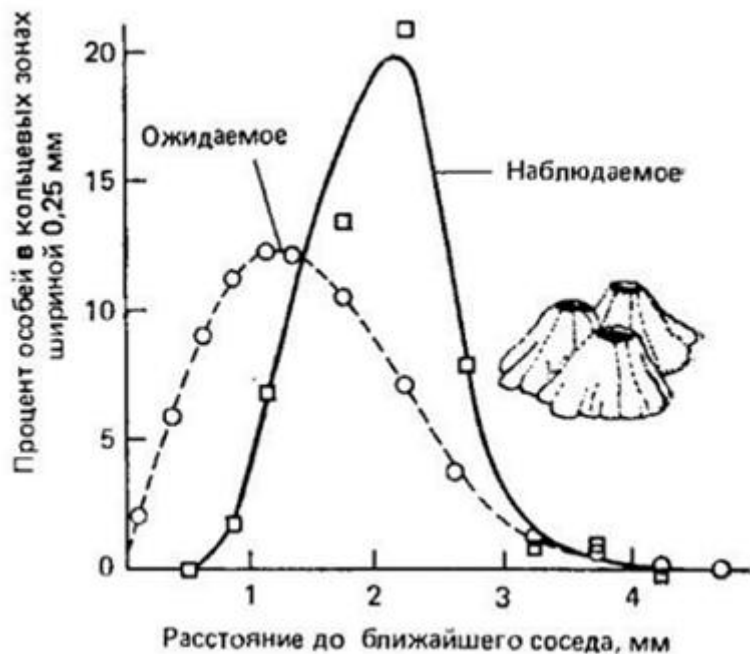 Процент особей в кольцевых зонах
шириной 0,25 мм
20
15
10
5
0
Ожидаемое
Наблюдаемое
1 2 3 4
Расстояние до ближайшего соседа, мм